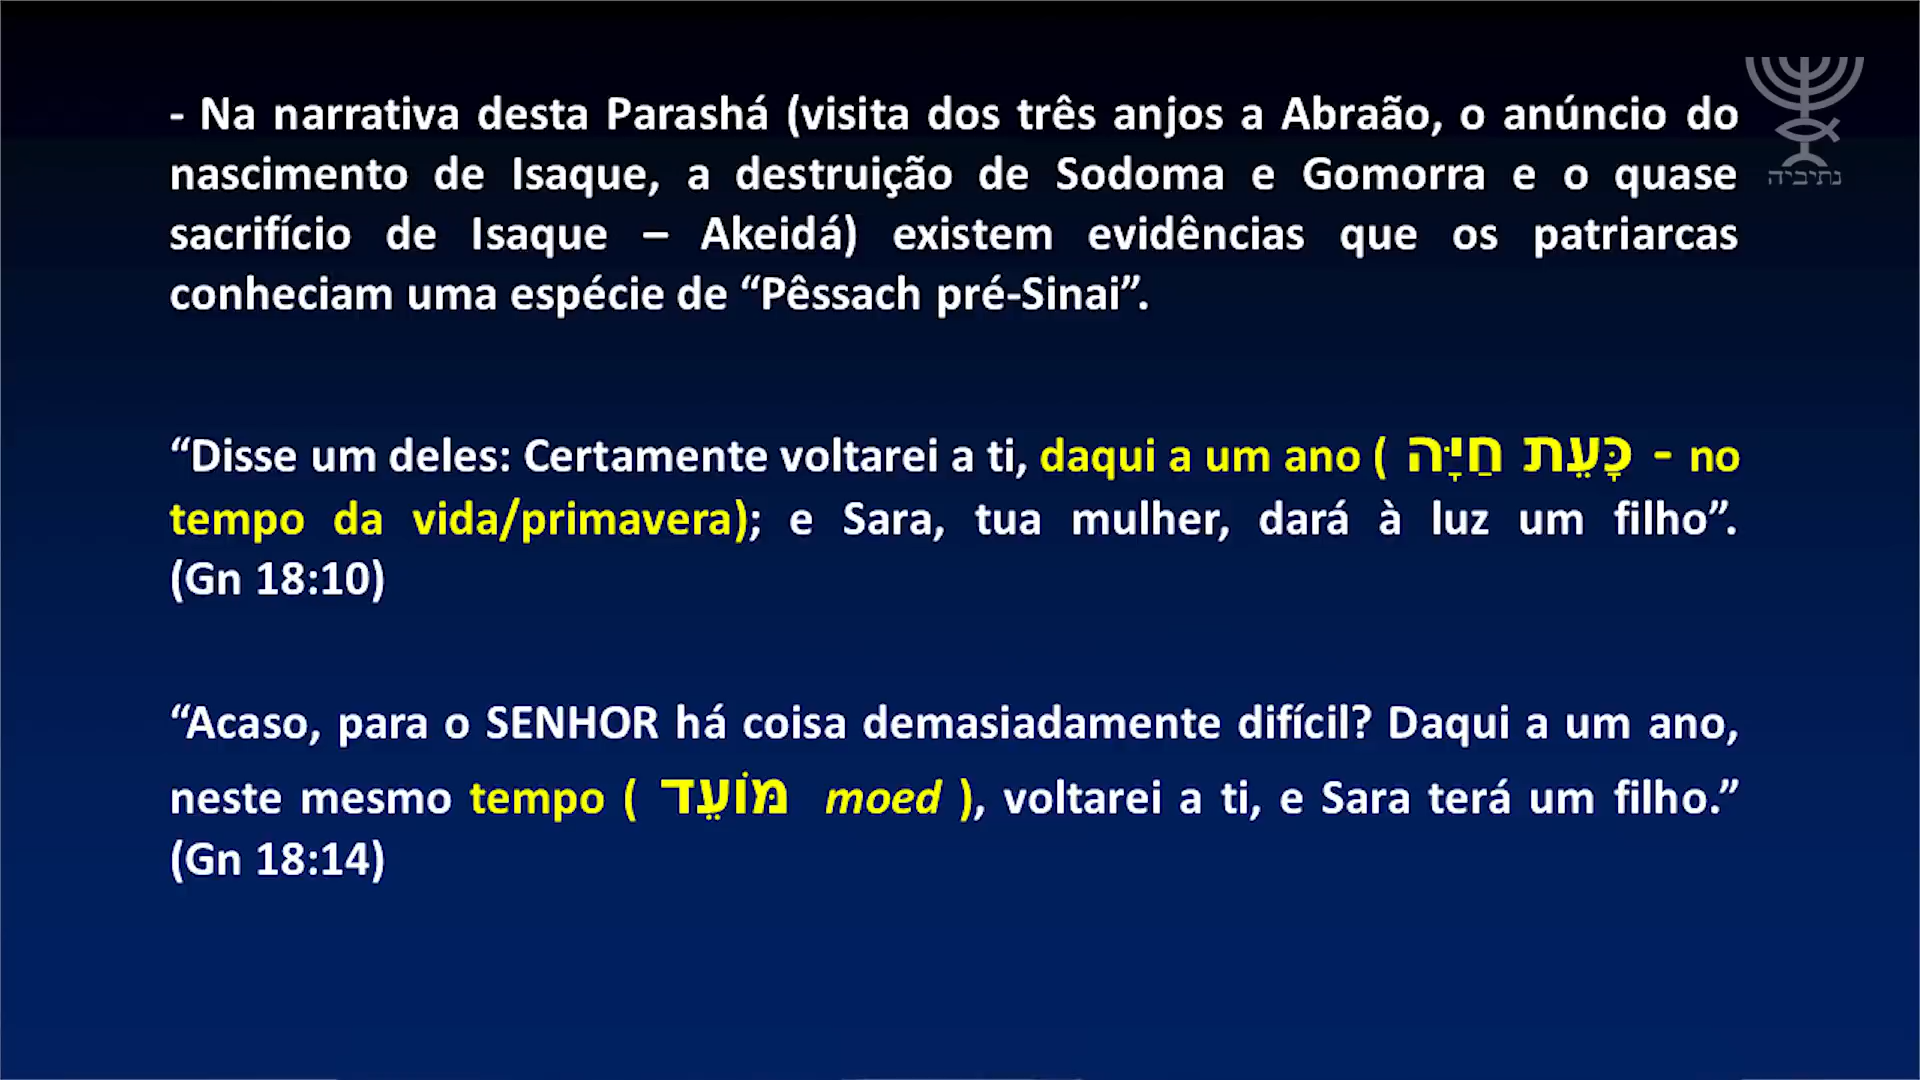 - Na narrativa desta Parashá (visita dos três anjos a Abraão, o anúncio do
nascimento de Isaque, a destruição de Sodoma e Gomorra e o quase
sacrifício de Isaque – Akeidá) existem evidências que os patriarcas
conheciam uma espécie de “Pêssach pré-Sinai”.
“Disse um deles: Certamente voltarei a ti, daqui a um ano ( כָּעֵת חַיָּה - no
tempo da vida/primavera); e Sara, tua mulher, dará à luz um filho”.
(Gn 18:10)
“Acaso, para o SENHOR há coisa demasiadamente difícil? Daqui a um ano,
neste mesmo tempo ( מּוֹעֵד moed ), voltarei a ti, e Sara terá um filho.”
(Gn 18:14)
נתיביה